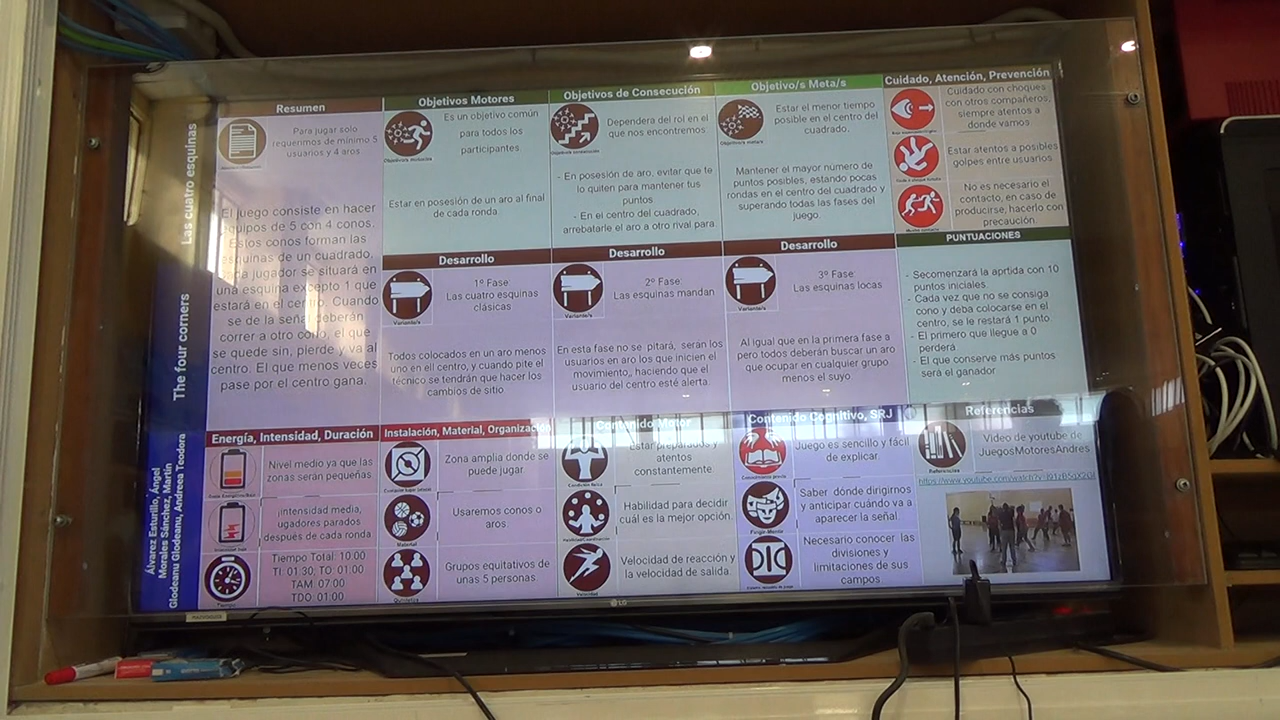 Las cuatro esquinas
The four corners
Álvarez Esturillo, Ángel
Morales Sánchez, Martín
Glodeanu Glodeanu, Andreea Teodora
Resumen
Para jugar solo
requerimos de mínimo 5
usuarios y 4 aros
El juego consiste en hacer
equipos de 5 con 4 conos.
Estos conos forman las
esquinas de un cuadrado.
Cada jugador se situará en
una esquina excepto 1 que
estará en el centro. Cuando
se de la señal deberán
correr a otro cono, el que
se quede sin, pierde y va al
centro. El que menos veces
pase por el centro gana.
Objetivos Motores
Es un objetivo común
para todos los
participantes.
Estar en posesión de un aro al final
de cada ronda.
Objetivos de Consecución
Dependera del rol en el
que nos encontremos
- En posesión de aro, evitar que te
lo quiten para mantener tus
puntos
- En el centro del cuadrado,
arrebatarle el aro a otro rival para.
Objetivo/s Meta/s
Estar el menor tiempo
posible en el centro del
cuadrado.
Mantener el mayor número de
puntos posibles, estando pocas
rondas en el centro del cuadrado y
superando todas las fases del
juego.
Cuidado, Atención, Prevención
Cuidado con choques
con otros compañeros,
siempre atentos a
donde vamos.
Estar atentos a posibles
golpes entre usuarios
No es necesario el
contacto, en caso de
producirse, hacerlo con
precaución.
Desarrollo
Variante/s
1º Fase:
Las cuatro esquinas
clásicas
Todos colocados en un aro menos
uno en ell centro, y cuando pite el
técnico se tendrán que hacer los
cambios de sitio
Desarrollo
Variante/s
2º Fase:
Las esquinas mandan
En esta fase no se pitará, serán los
usuarios en aro los que inicien el
movimiento, haciendo que el
usuario del centro esté alerta.
Desarrollo
Variante/s
3º Fase:
Las esquinas locas
Al igual que en la primera fase a
pero todos deberán buscar un aro
que ocupar en cualquier grupo
menos el suyo
PUNTUACIONES
- Secomenzará la aprtida con 10
puntos iniciales.
- Cada vez que no se consiga
cono y deba colocarse en el
centro, se le restará 1 punto.
- El primero que llegue a 0
perderá
- El que conserve más puntos
será el ganador
Energía, Intensidad, Duración
Nivel medio ya que las
zonas serán pequeñas
¡intensidad media,
ugadores parados
después de cada ronda
Tiempo
Tiempo Total: 10:00
TI: 01:30; TO: 01:00
TAM: 07:00
TDO: 01:00
Instalación, Material, Organización
Zona amplia donde se
puede jugar.
Material
Usaremos conos o
aros
Grupos equitativos de
unas 5 personas.
Contenido Motor
Estar preparados y
atentos
constantemente.
Habilidad para decidir
cuál es la mejor opción.
Velocidad
Velocidad de reacción y
la velocidad de salida.
Contenido Cognitivo, SRJ
Juego es sencillo y fácil
de explicar.
Saber dónde dirigirnos
y anticipar cuándo va a
aparecer la señal.
Necesario conocer las
divisiones y
limitaciones de sus
campos
Referencias
Referencias
Video de youtube de
JuegosMotoresAndres
LG